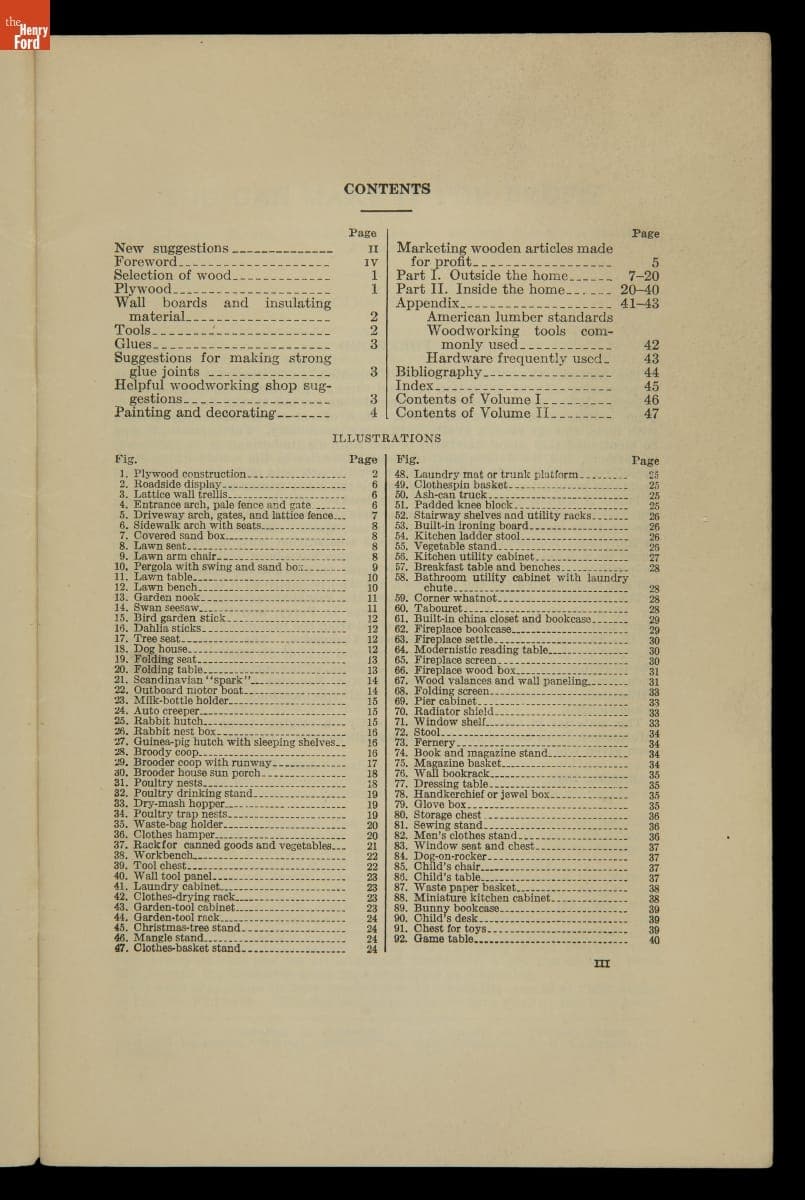 the
Henry
Ford
CONTENTS
Page
New suggestions II
Foreword IV
Selection of wood 1
Plywood 1
Wall boards and insulating
material 2
Tools 2
Glues 3
Suggestions for making strong
glue joints 3
Helpful woodworking shop sug-
gestions 3
Painting and decorating 4
Page
Marketing wooden articles made
for profit 5
Part I. Outside the home 7–20
Part II. Inside the home 20–40
Appendix 41–43
American lumber standards
Woodworking tools com-
monly used 42
Hardware frequently used 43
Bibliography 44
Index 45
Contents of Volume I 46
Contents of Volume II 47
ILLUSTRATIONS
Fig. Page
1. Plywood construction 2
2. Roadside display 6
3. Lattice wall trellis 6
4. Entrance arch, pale fence and gate 6
5. Driveway arch, gates, and lattice fence 7
6. Sidewalk arch with seats 8
7. Covered sand box 8
8. Lawn seat 8
9. Lawn arm chair 8
10. Pergola with swing and sand box 9
11. Lawn table 10
12. Lawn bench 10
13. Garden nook 11
14. Swan seesaw 11
15. Bird garden stick 12
16. Dahlia sticks 12
17. Tree seat 12
18. Dog house 12
19. Folding seat 13
20. Folding table 13
21. Scandinavian "spark" 14
22. Outboard motor boat 14
23. Milk-bottle holder 15
24. Auto creeper 15
25. Rabbit hutch 15
26. Rabbit nest box 16
27. Guinea-pig hutch with sleeping shelves 16
28. Broody coop 16
29. Brooder coop with runway 17
30. Brooder house sun porch 18
31. Poultry nests 18
32. Poultry drinking stand 19
33. Dry-mash hopper 19
34. Poultry trap nests 19
35. Waste-bag holder 20
36. Clothes hamper 20
37. Rack for canned goods and vegetables 21
38. Workbench 22
39. Tool chest 22
40. Wall tool panel 23
41. Laundry cabinet 23
42. Clothes-drying rack 23
43. Garden-tool cabinet 23
44. Garden-tool rack 24
45. Christmas-tree stand 24
46. Mangle stand 24
47. Clothes-basket stand 24
Fig. Page
48. Laundry mat or trunk platform 25
49. Clothespin basket 25
50. Ash-can truck 25
51. Padded knee block 25
52. Stairway shelves and utility racks 26
53. Built-in ironing board 26
54. Kitchen ladder stool 26
55. Vegetable stand 26
56. Kitchen utility cabinet 27
57. Breakfast table and benches 28
58. Bathroom utility cabinet with laundry
chute 28
59. Corner whatnot 28
60. Tabouret 28
61. Built-in china closet and bookcase 29
62. Fireplace bookcase 29
63. Fireplace settle 30
64. Modernistic reading table 30
65. Fireplace screen 30
66. Fireplace wood box 31
67. Wood valances and wall paneling 31
68. Folding screen 33
69. Pier cabinet 33
70. Radiator shield 33
71. Window shelf 33
72. Stool 34
73. Fernery 34
74. Book and magazine stand 34
75. Magazine basket 34
76. Wall bookrack 35
77. Dressing table 35
78. Handkerchief or jewel box 35
79. Glove box 35
80. Storage chest 36
81. Sewing stand 36
82. Men's clothes stand 36
83. Window seat and chest 37
84. Dog-on-rocker 37
85. Child's chair 37
86. Child's table 37
87. Waste paper basket 38
88. Miniature kitchen cabinet 38
89. Bunny bookcase 39
90. Child's desk 39
91. Chest for toys 39
92. Game table 40
III